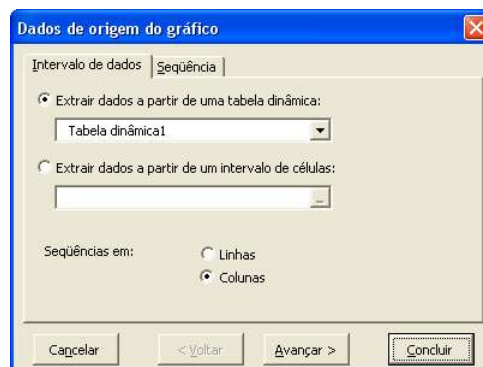 Dados de origem do gráfico
Intervalo de dados Seqüência
Extrair dados a partir de uma tabela dinâmica:
Tabela dinâmica1
Extrair dados a partir de um intervalo de células:
...
Seqüências em:
Linhas
Colunas
Cancelar < Voltar Avançar > Concluir